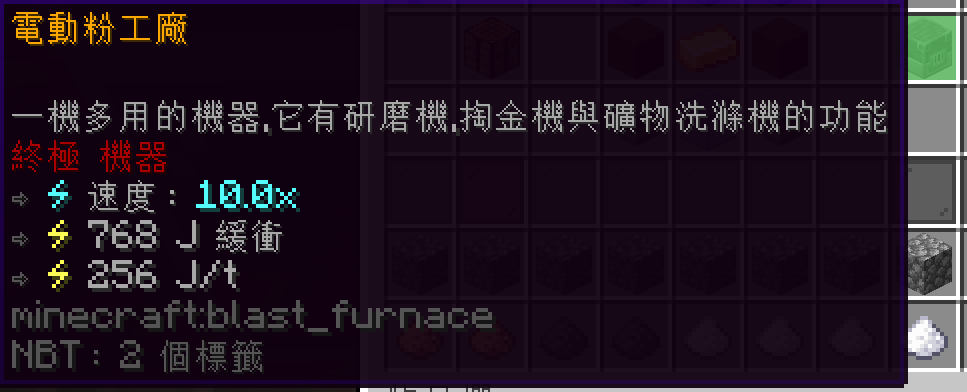 電動粉工廠
一機多用的機器,它有研磨機,掏金機與礦物洗滌機的功能
終極 機器
⇨ ⚡ 速度: 10.0x
⇨ ⚡ 768 J 緩衝
⇨ ⚡ 256 J/t
minecraft:blast_furnace
NBT: 2 個標籤